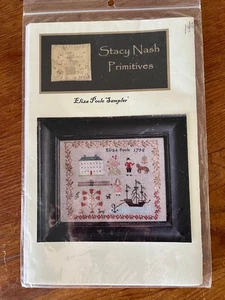 Stacy Nash
Primitives
"Eliza Poole Sampler"
Eliza Poole 1798